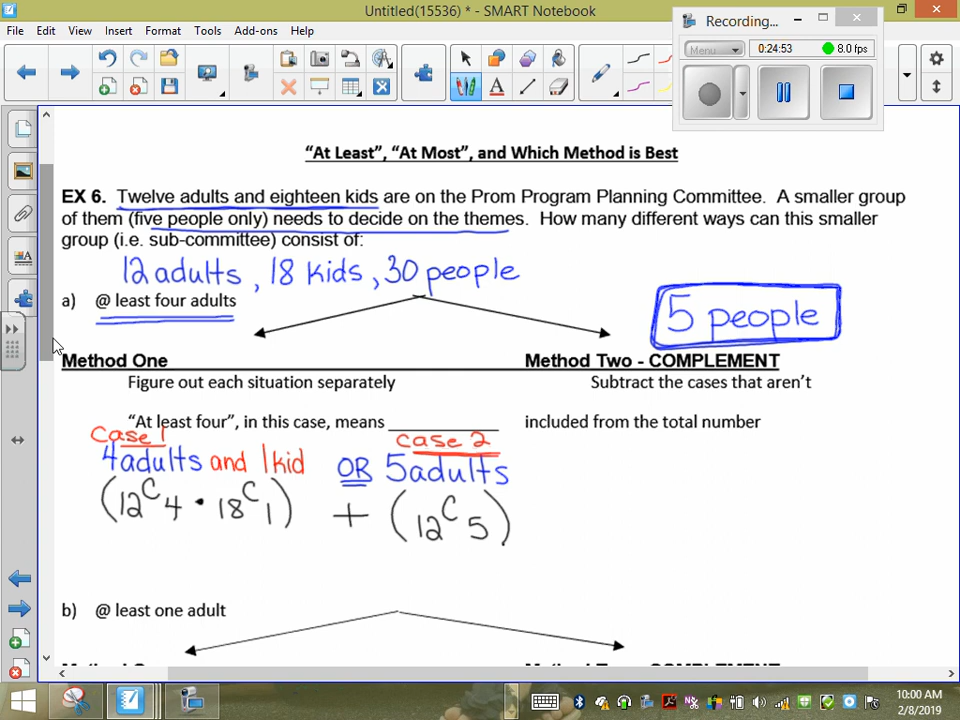 Untitled(15536) * - SMART Notebook
Recording...
File Edit View Insert Format Tools Add-ons Help
Menu 0:24:53 8.0 fps
"At Least", "At Most", and Which Method is Best
EX 6. Twelve adults and eighteen kids are on the Prom Program Planning Committee. A smaller group
of them (five people only) needs to decide on the themes. How many different ways can this smaller
group (i.e. sub-committee) consist of:
12 adults, 18 kids, 30 people
a) @ least four adults
5 people
Method One Method Two - COMPLEMENT
Figure out each situation separately Subtract the cases that aren't
"At least four", in this case, means ________ included from the total number
Case 1 case 2
4 adults and 1 kid OR 5 adults
(12C4 · 18C1) + (12C5)
b) @ least one adult
10:00 AM
2/8/2019